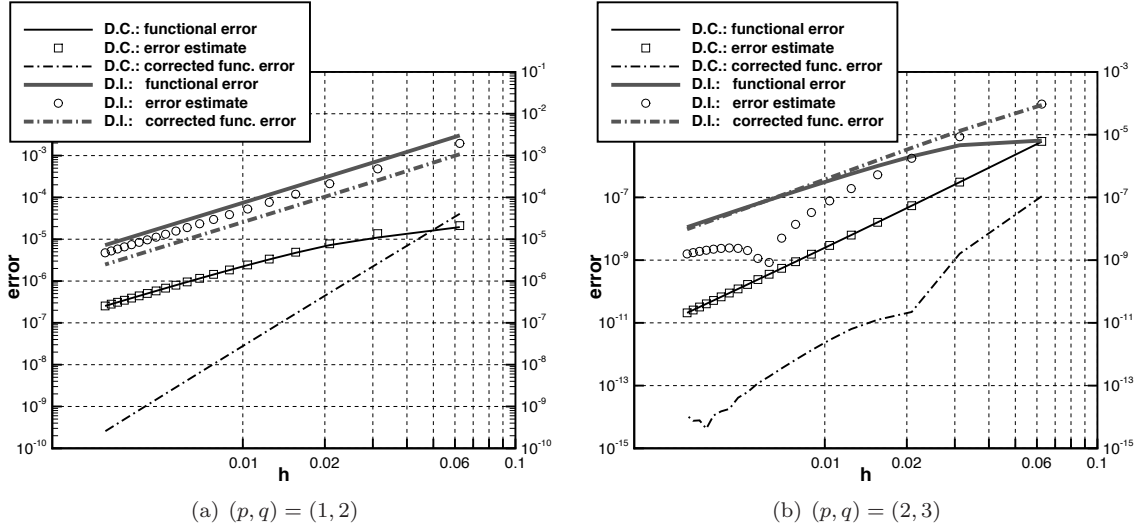 D.C.: functional error
D.C.: error estimate
D.C.: corrected func. error
D.I.: functional error
D.I.: error estimate
D.I.: corrected func. error
10^-3
10^-4
10^-5
10^-6
10^-7
10^-8
10^-9
10^-10
error
10^-1
10^-2
10^-3
10^-4
10^-5
10^-6
10^-7
10^-8
10^-9
10^-10
0.01 0.02 0.06 0.1
h
(a) (p, q) = (1, 2)
D.C.: functional error
D.C.: error estimate
D.C.: corrected func. error
D.I.: functional error
D.I.: error estimate
D.I.: corrected func. error
10^-7
10^-9
10^-11
10^-13
10^-15
error
10^-3
10^-5
10^-7
10^-9
10^-11
10^-13
10^-15
0.01 0.02 0.06 0.1
h
(b) (p, q) = (2, 3)